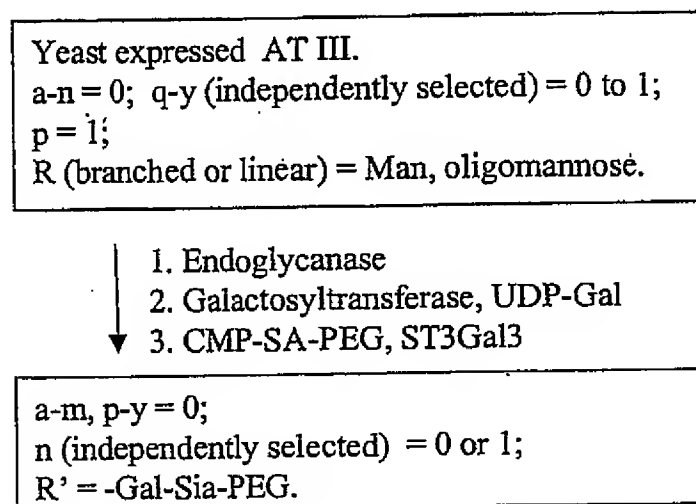 Yeast expressed AT III.
a-n = 0; q-y (independently selected) = 0 to 1;
p = 1;
R (branched or linear) = Man, oligomannose.
1. Endoglycanase
2. Galactosyltransferase, UDP-Gal
3. CMP-SA-PEG, ST3Gal3
a-m, p-y = 0;
n (independently selected) = 0 or 1;
R’ = -Gal-Sia-PEG.